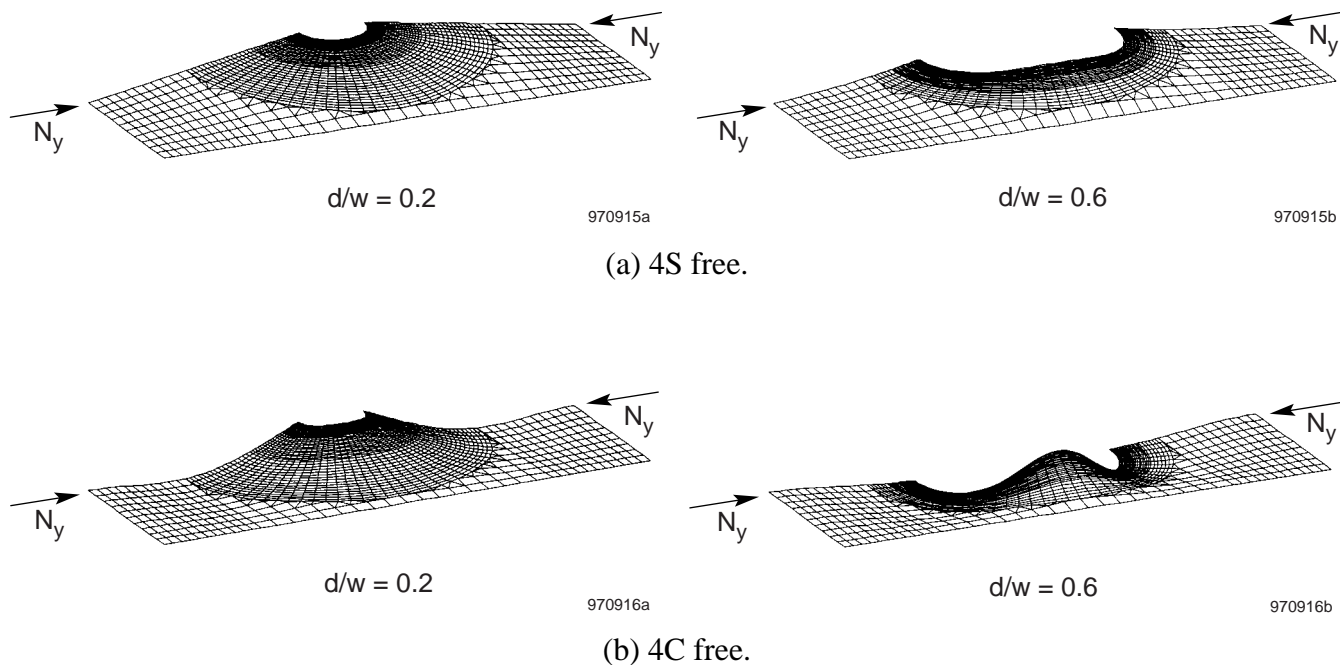 N_y
N_y
d/w = 0.2
970915a
N_y
N_y
d/w = 0.6
970915b
(a) 4S free.
N_y
N_y
d/w = 0.2
970916a
N_y
N_y
d/w = 0.6
970916b
(b) 4C free.